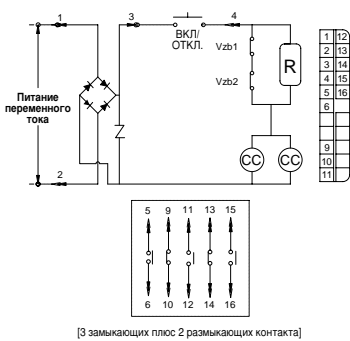 1
3
4
ВКЛ/
ОТКЛ.
Vzb1
Vzb2
R
Питание
переменного
тока
2
CC CC
1 12
2 13
3 14
4 15
5 16
6
9
10
11
5 9 11 13 15
6 10 12 14 16
[3 замыкающих плюс 2 размыкающих контакта]